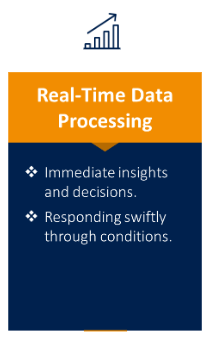 Real-Time Data
Processing
❖ Immediate insights
and decisions.
❖ Responding swiftly
through conditions.